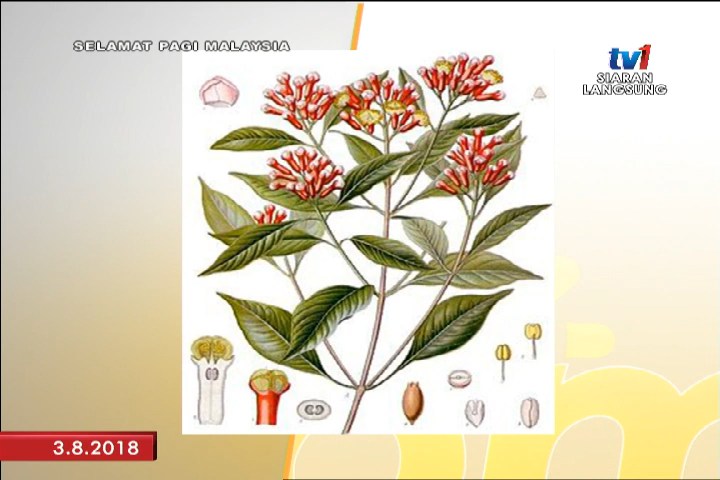 SELAMAT PAGI MALAYSIA
tv1
SIARAN
LANGSUNG
3.8.2018